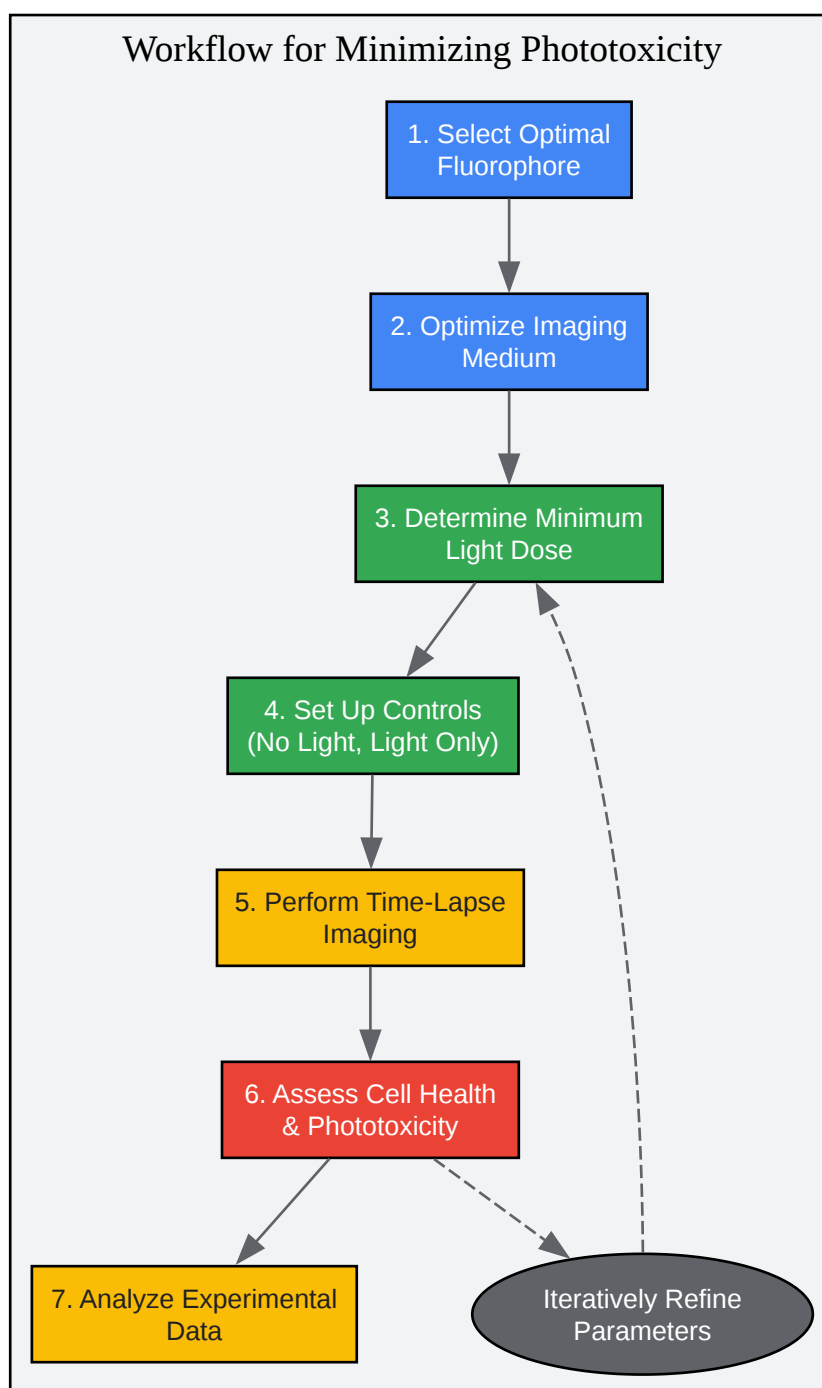 Workflow for Minimizing Phototoxicity
1. Select Optimal
Fluorophore
2. Optimize Imaging
Medium
3. Determine Minimum
Light Dose
4. Set Up Controls
(No Light, Light Only)
5. Perform Time-Lapse
Imaging
6. Assess Cell Health
& Phototoxicity
7. Analyze Experimental
Data
Iteratively Refine
Parameters